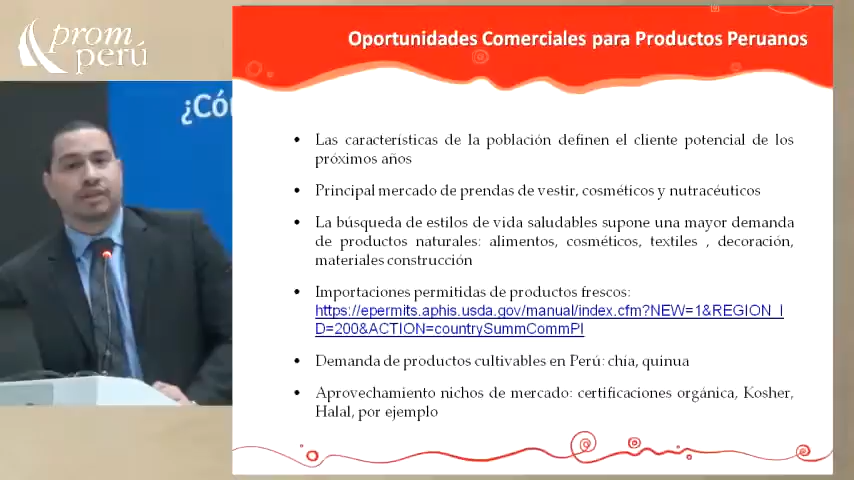 prom
perú
¿Có
Oportunidades Comerciales para Productos Peruanos
• Las características de la población definen el cliente potencial de los
próximos años
• Principal mercado de prendas de vestir, cosméticos y nutracéuticos
• La búsqueda de estilos de vida saludables supone una mayor demanda
de productos naturales: alimentos, cosméticos, textiles , decoración,
materiales construcción
• Importaciones permitidas de productos frescos:
https://epermits.aphis.usda.gov/manual/index.cfm?NEW=1&REGION_I
D=200&ACTION=countrySummCommPI
• Demanda de productos cultivables en Perú: chía, quinua
• Aprovechamiento nichos de mercado: certificaciones orgánica, Kosher,
Halal, por ejemplo